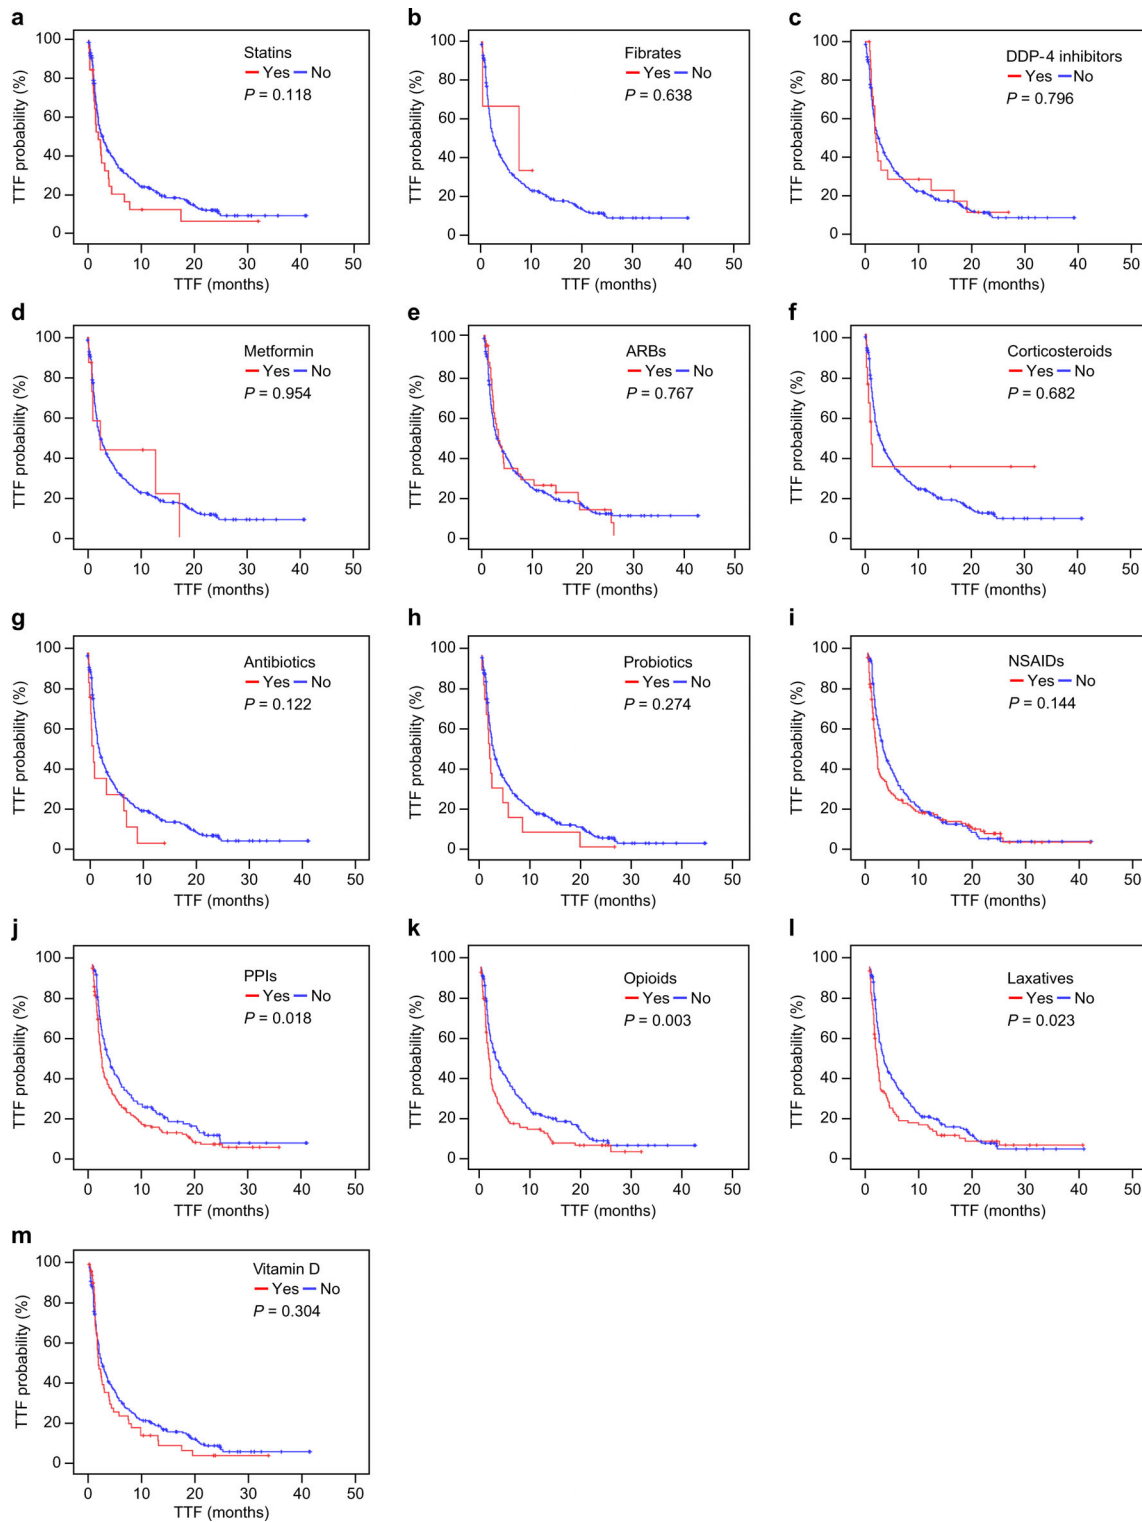 a
Statins
Yes No
P = 0.118
100
80
60
40
20
0
TTF probability (%)
0 10 20 30 40 50
TTF (months)
b
Fibrates
Yes No
P = 0.638
100
80
60
40
20
0
TTF probability (%)
0 10 20 30 40 50
TTF (months)
c
DDP-4 inhibitors
Yes No
P = 0.796
100
80
60
40
20
0
TTF probability (%)
0 10 20 30 40 50
TTF (months)
d
Metformin
Yes No
P = 0.954
100
80
60
40
20
0
TTF probability (%)
0 10 20 30 40 50
TTF (months)
e
ARBs
Yes No
P = 0.767
100
80
60
40
20
0
TTF probability (%)
0 10 20 30 40 50
TTF (months)
f
Corticosteroids
Yes No
P = 0.682
100
80
60
40
20
0
TTF probability (%)
0 10 20 30 40 50
TTF (months)
g
Antibiotics
Yes No
P = 0.122
100
80
60
40
20
0
TTF probability (%)
0 10 20 30 40 50
TTF (months)
h
Probiotics
Yes No
P = 0.274
100
80
60
40
20
0
TTF probability (%)
0 10 20 30 40 50
TTF (months)
i
NSAIDs
Yes No
P = 0.144
100
80
60
40
20
0
TTF probability (%)
0 10 20 30 40 50
TTF (months)
j
PPIs
Yes No
P = 0.018
100
80
60
40
20
0
TTF probability (%)
0 10 20 30 40 50
TTF (months)
k
Opioids
Yes No
P = 0.003
100
80
60
40
20
0
TTF probability (%)
0 10 20 30 40 50
TTF (months)
l
Laxatives
Yes No
P = 0.023
100
80
60
40
20
0
TTF probability (%)
0 10 20 30 40 50
TTF (months)
m
Vitamin D
Yes No
P = 0.304
100
80
60
40
20
0
TTF probability (%)
0 10 20 30 40 50
TTF (months)